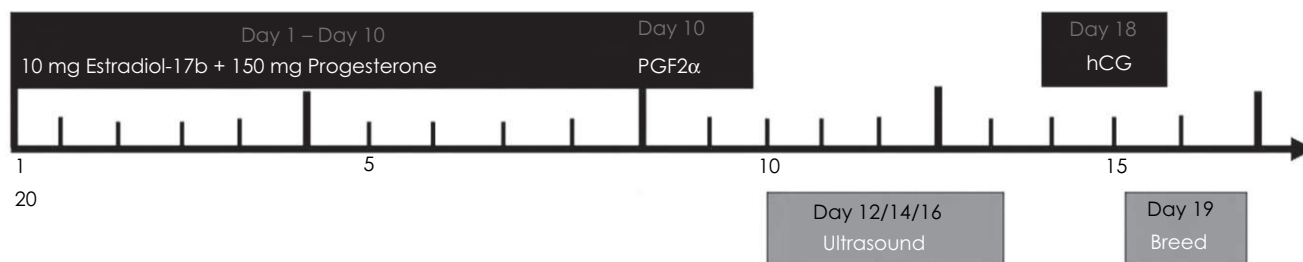 Day 1 – Day 10
10 mg Estradiol-17b + 150 mg Progesterone
Day 10
PGF2α
Day 18
hCG
1 5 10 15
20
Day 12/14/16
Ultrasound
Day 19
Breed